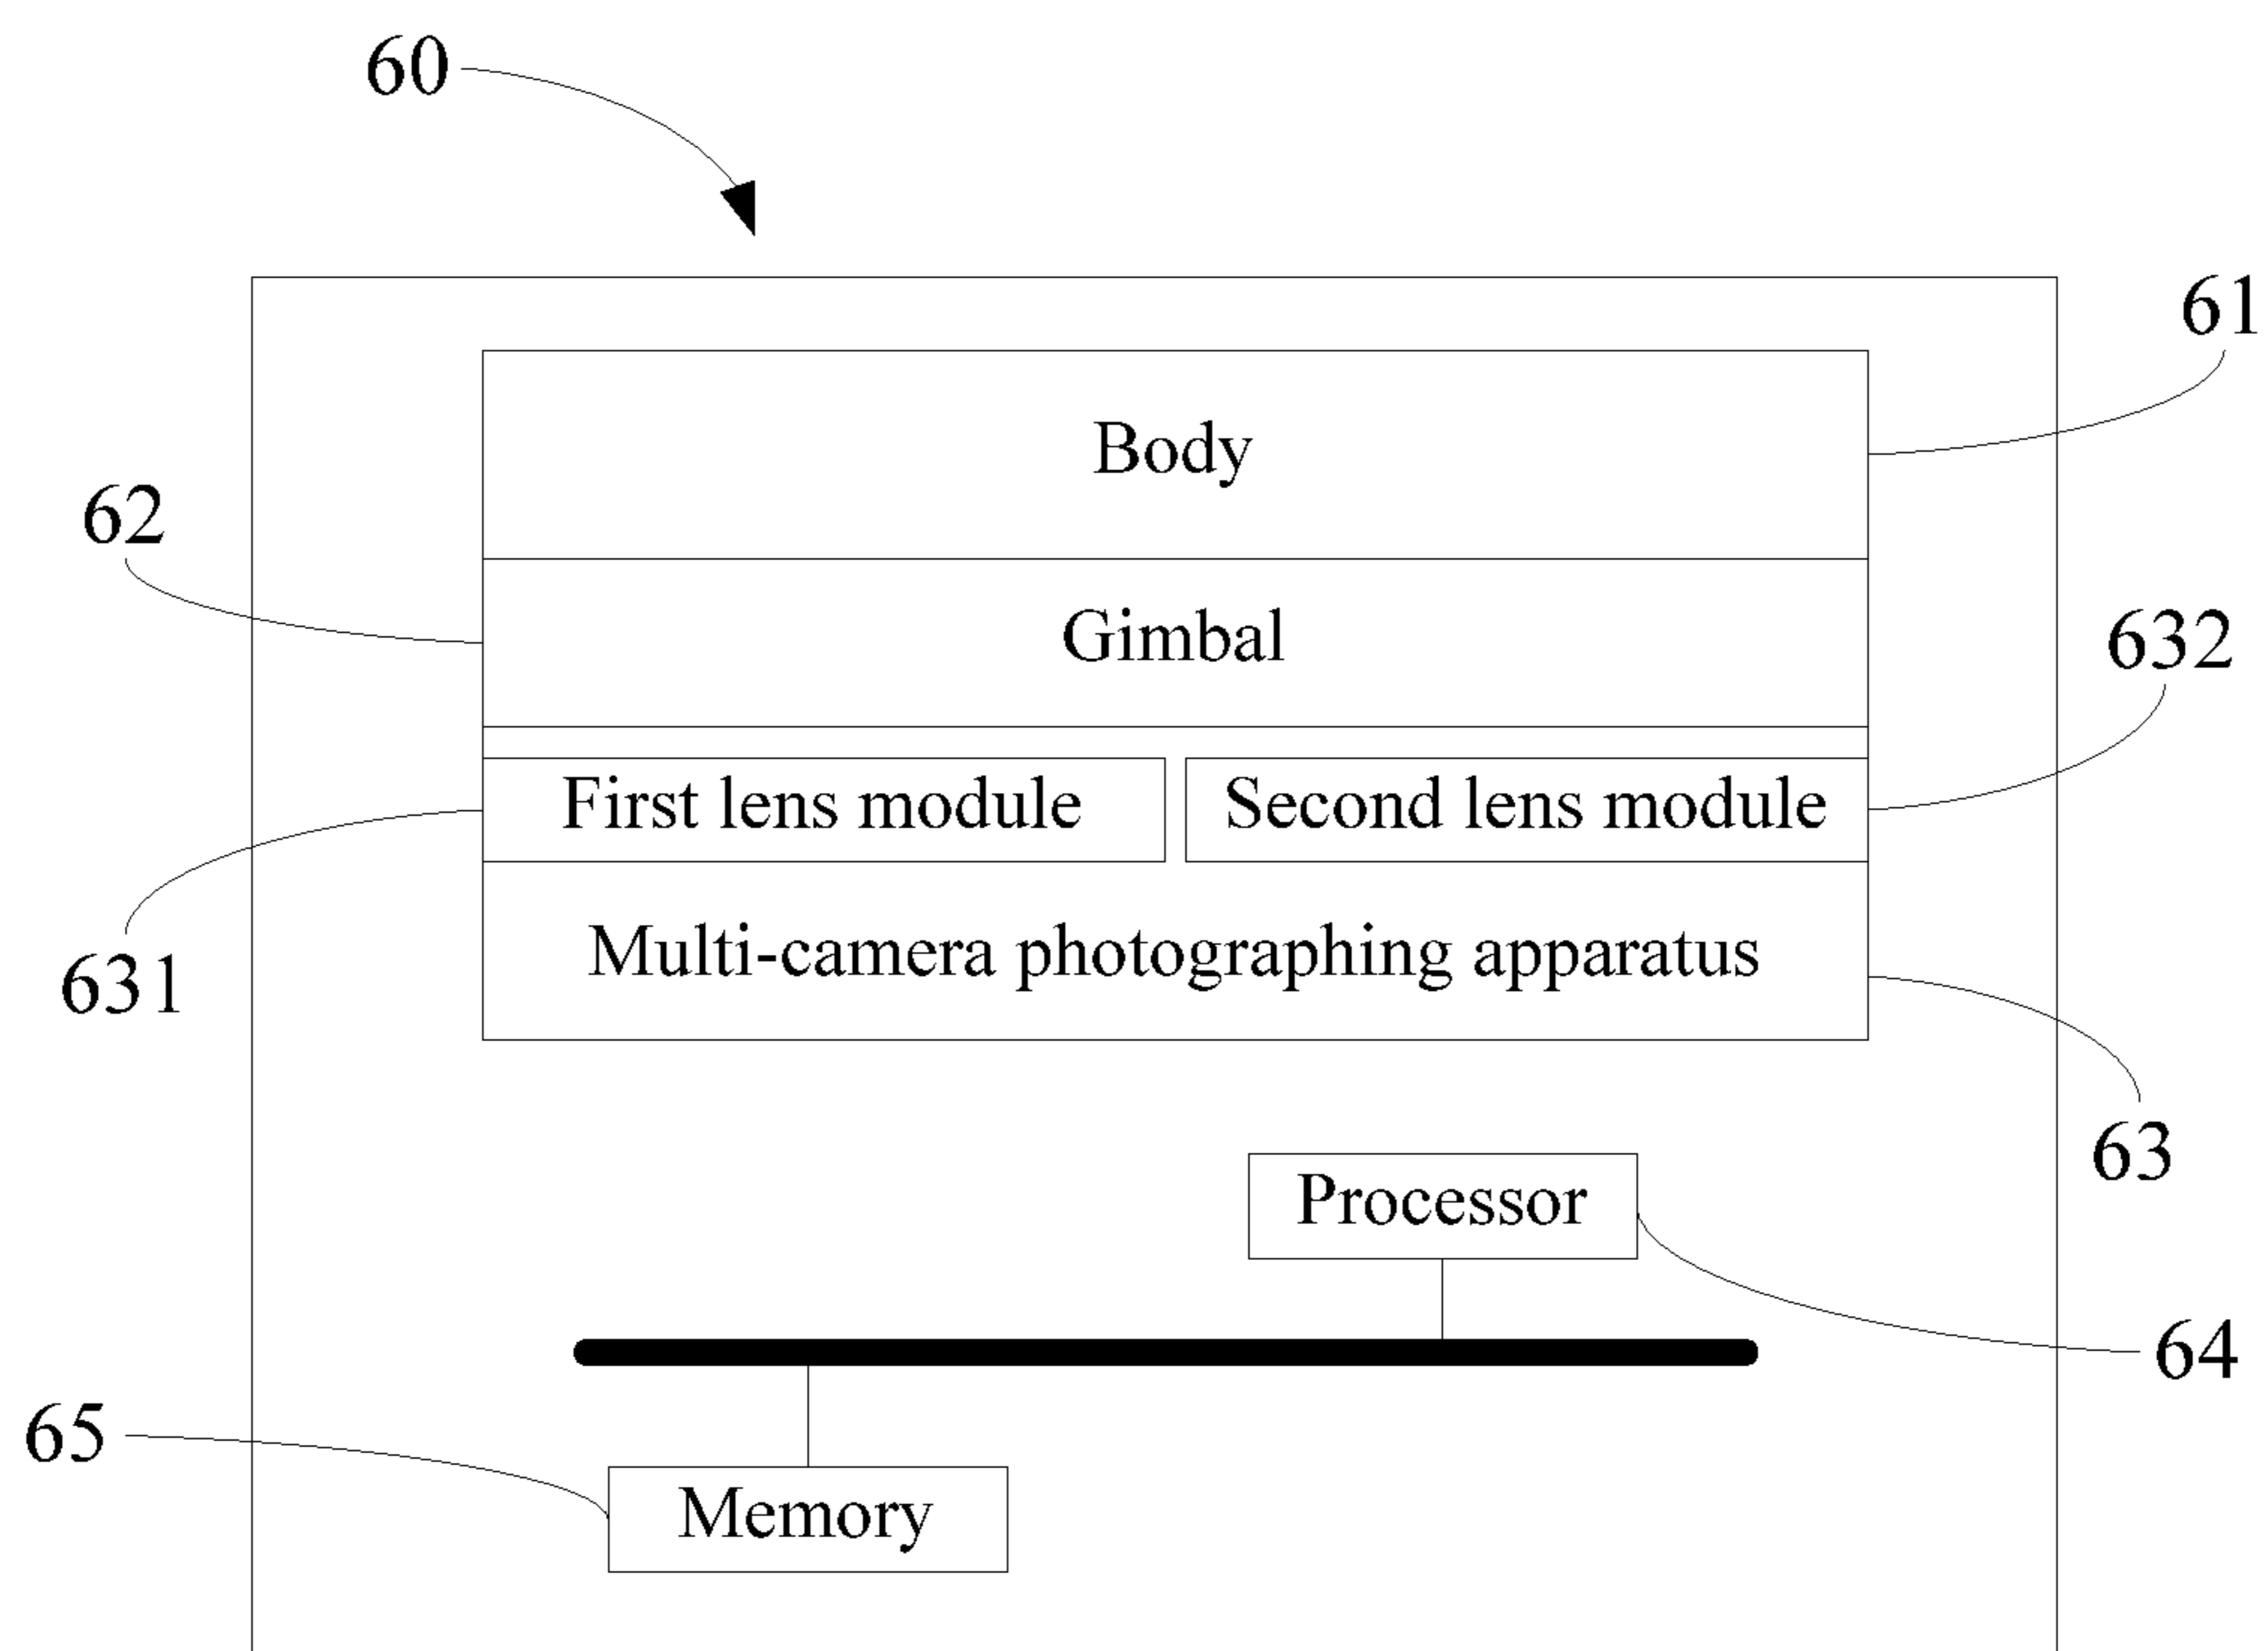 60
61
Body
62
Gimbal
632
First lens module
Second lens module
631
Multi-camera photographing apparatus
63
Processor
64
65
Memory